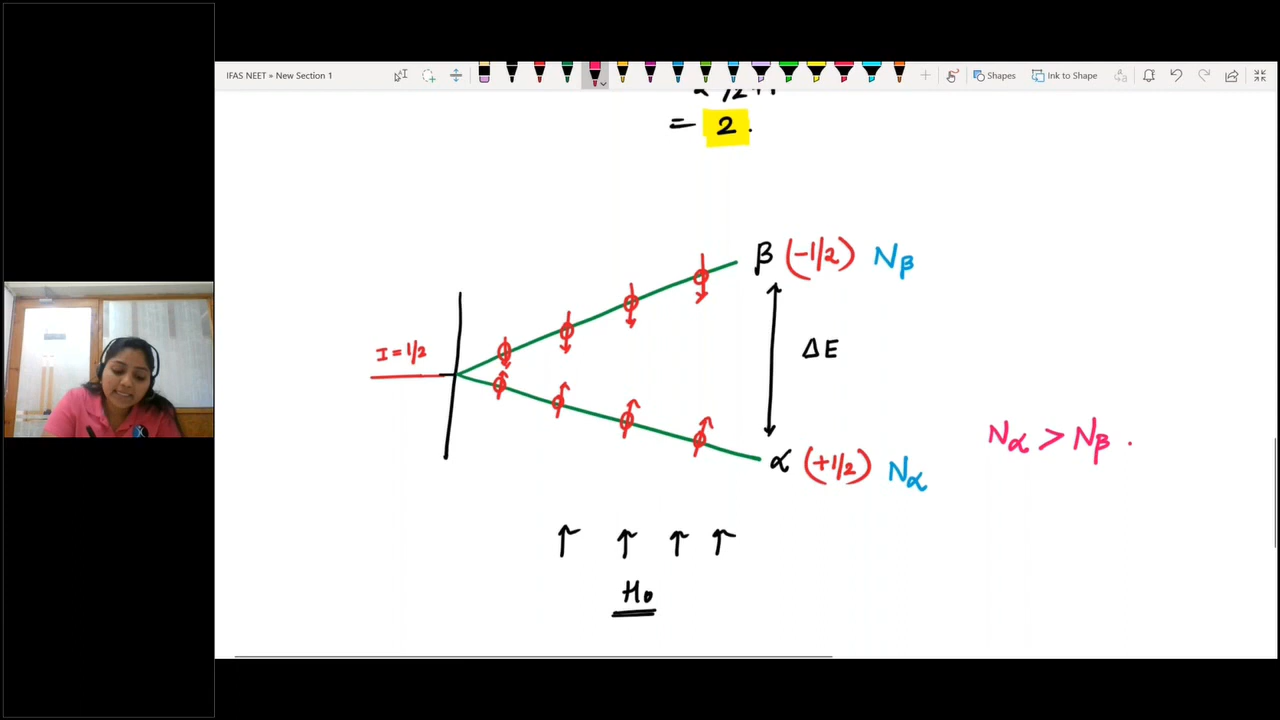 IFAS NEET » New Section 1
Shapes
Ink to Shape
= 2.
β (-1/2) Nβ
I = 1/2
ΔE
Nα > Nβ .
α (+1/2) Nα
H₀